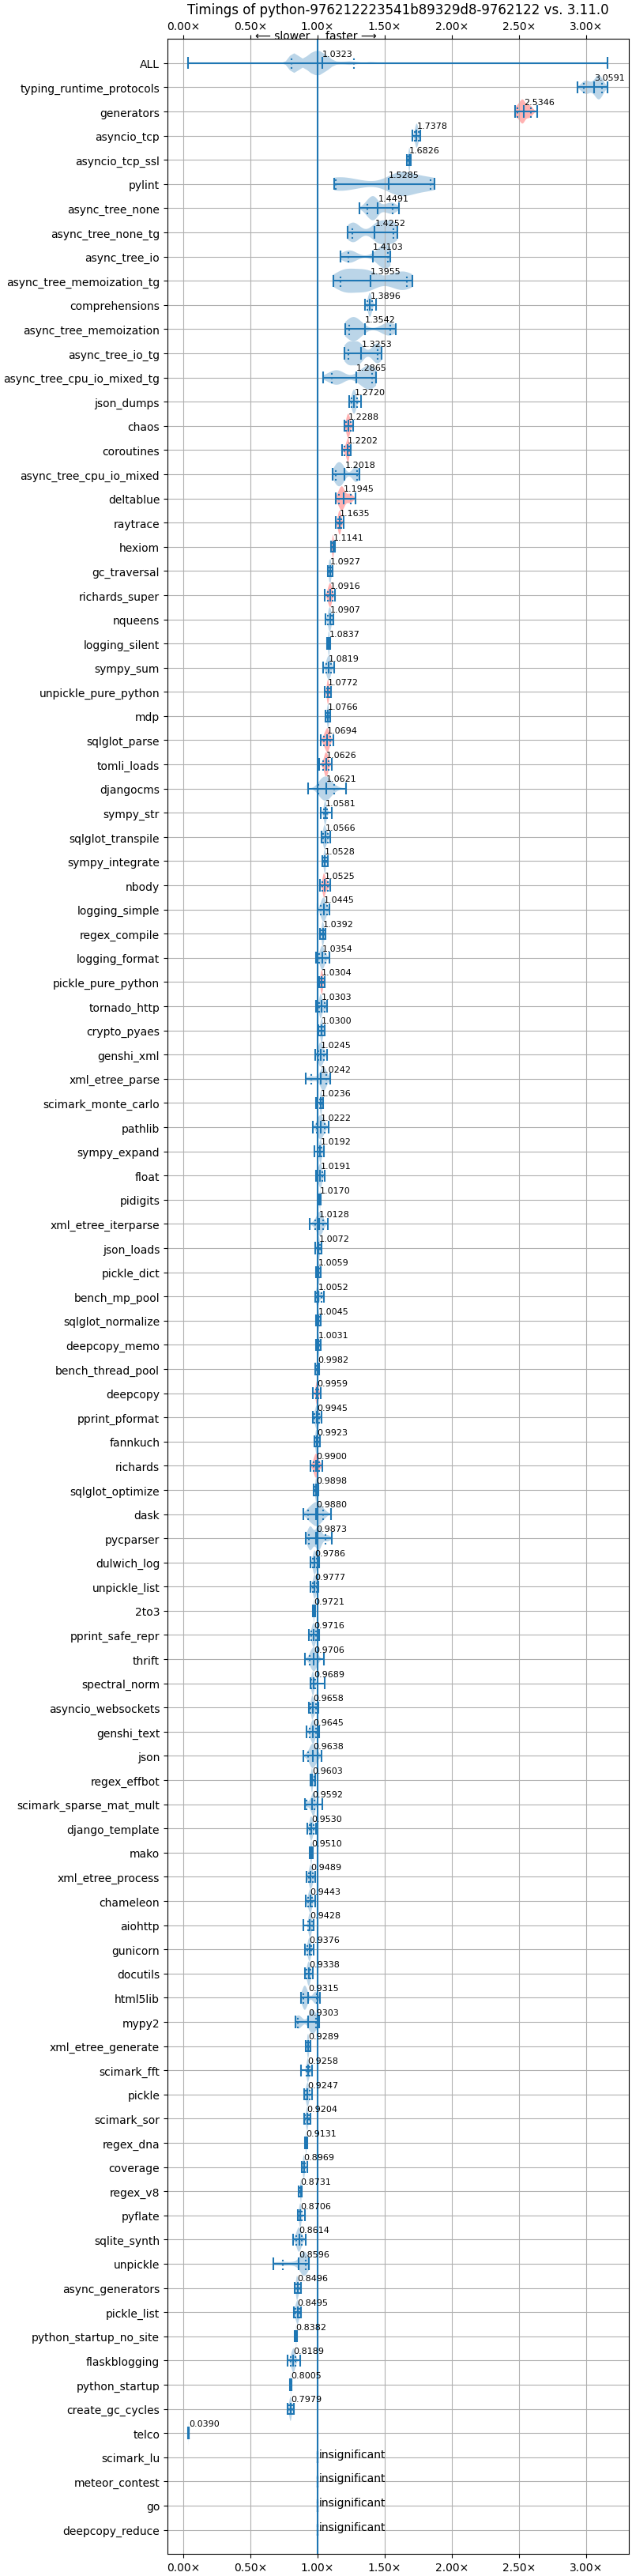 Timings of python-976212223541b89329d8-9762122 vs. 3.11.0
0.00× 0.50× 1.00× 1.50× 2.00× 2.50× 3.00×
⟵ slower faster ⟶
ALL 1.0323
typing_runtime_protocols 3.0591
generators 2.5346
asyncio_tcp 1.7378
asyncio_tcp_ssl 1.6826
pylint 1.5285
async_tree_none 1.4491
async_tree_none_tg 1.4252
async_tree_io 1.4103
async_tree_memoization_tg 1.3955
comprehensions 1.3896
async_tree_memoization 1.3542
async_tree_io_tg 1.3253
async_tree_cpu_io_mixed_tg 1.2865
json_dumps 1.2720
chaos 1.2288
coroutines 1.2202
async_tree_cpu_io_mixed 1.2018
deltablue 1.1945
raytrace 1.1635
hexiom 1.1141
gc_traversal 1.0927
richards_super 1.0916
nqueens 1.0907
logging_silent 1.0837
sympy_sum 1.0819
unpickle_pure_python 1.0772
mdp 1.0766
sqlglot_parse 1.0694
tomli_loads 1.0626
djangocms 1.0621
sympy_str 1.0581
sqlglot_transpile 1.0566
sympy_integrate 1.0528
nbody 1.0525
logging_simple 1.0445
regex_compile 1.0392
logging_format 1.0354
pickle_pure_python 1.0304
tornado_http 1.0303
crypto_pyaes 1.0300
genshi_xml 1.0245
xml_etree_parse 1.0242
scimark_monte_carlo 1.0236
pathlib 1.0222
sympy_expand 1.0192
float 1.0191
pidigits 1.0170
xml_etree_iterparse 1.0128
json_loads 1.0072
pickle_dict 1.0059
bench_mp_pool 1.0052
sqlglot_normalize 1.0045
deepcopy_memo 1.0031
bench_thread_pool 0.9982
deepcopy 0.9959
pprint_pformat 0.9945
fannkuch 0.9923
richards 0.9900
sqlglot_optimize 0.9898
dask 0.9880
pycparser 0.9873
dulwich_log 0.9786
unpickle_list 0.9777
2to3 0.9721
pprint_safe_repr 0.9716
thrift 0.9706
spectral_norm 0.9689
asyncio_websockets 0.9658
genshi_text 0.9645
json 0.9638
regex_effbot 0.9603
scimark_sparse_mat_mult 0.9592
django_template 0.9530
mako 0.9510
xml_etree_process 0.9489
chameleon 0.9443
aiohttp 0.9428
gunicorn 0.9376
docutils 0.9338
html5lib 0.9315
mypy2 0.9303
xml_etree_generate 0.9289
scimark_fft 0.9258
pickle 0.9247
scimark_sor 0.9204
regex_dna 0.9131
coverage 0.8969
regex_v8 0.8731
pyflate 0.8706
sqlite_synth 0.8614
unpickle 0.8596
async_generators 0.8496
pickle_list 0.8495
python_startup_no_site 0.8382
flaskblogging 0.8189
python_startup 0.8005
create_gc_cycles 0.7979
telco 0.0390
scimark_lu insignificant
meteor_contest insignificant
go insignificant
deepcopy_reduce insignificant
0.00× 0.50× 1.00× 1.50× 2.00× 2.50× 3.00×